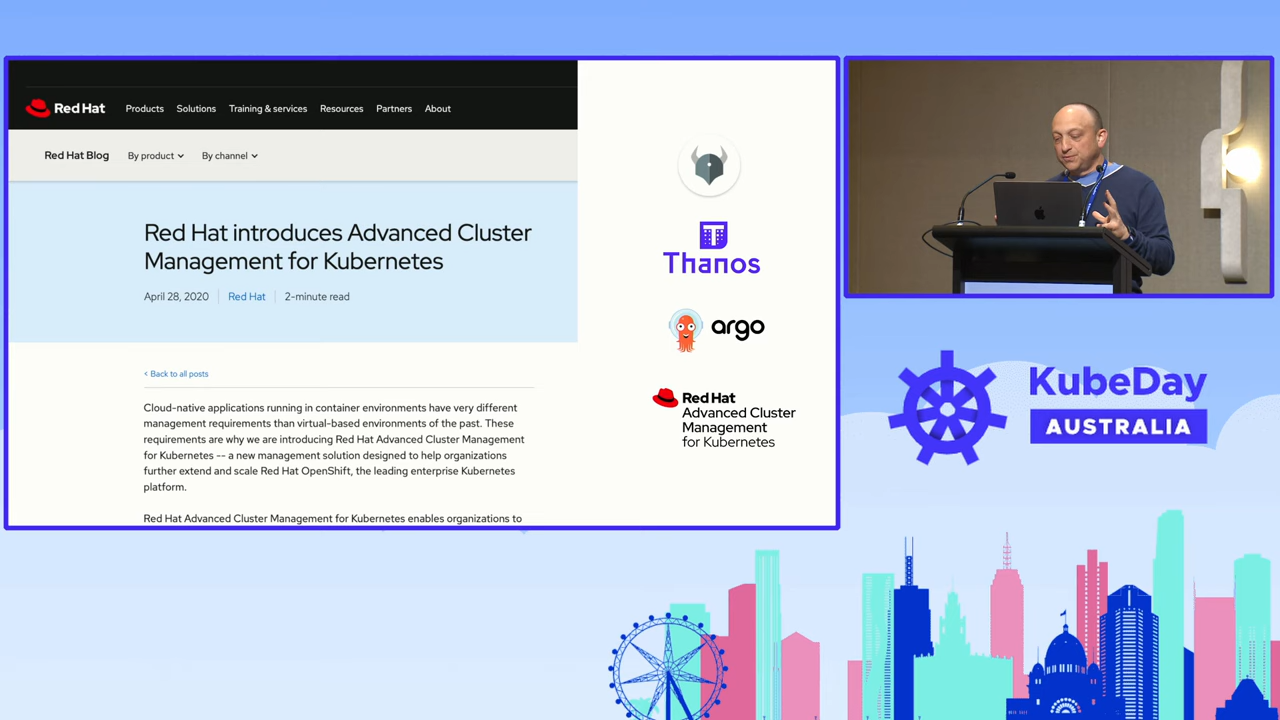 Red Hat
Products
Solutions
Training & services
Resources
Partners
About
Red Hat Blog
By product
By channel
Red Hat introduces Advanced Cluster
Management for Kubernetes
April 28, 2020
Red Hat
2-minute read
< Back to all posts
Cloud-native applications running in container environments have very different
management requirements than virtual-based environments of the past. These
requirements are why we are introducing Red Hat Advanced Cluster Management
for Kubernetes -- a new management solution designed to help organizations
further extend and scale Red Hat OpenShift, the leading enterprise Kubernetes
platform.
Red Hat Advanced Cluster Management for Kubernetes enables organizations to
T
Thanos
argo
Red Hat
Advanced Cluster
Management
for Kubernetes
KubeDay
AUSTRALIA